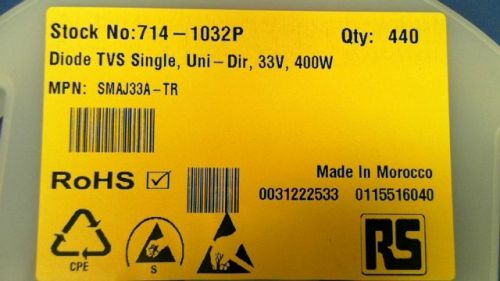 Stock No:714-1032P Qty: 440
Diode TVS Single, Uni-Dir, 33V, 400W
MPN: SMAJ33A-TR
RoHS
Made In Morocco
0031222533 0115516040
CPE
S
RS